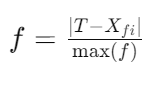 f = |T−X_{fi}| / max(f)